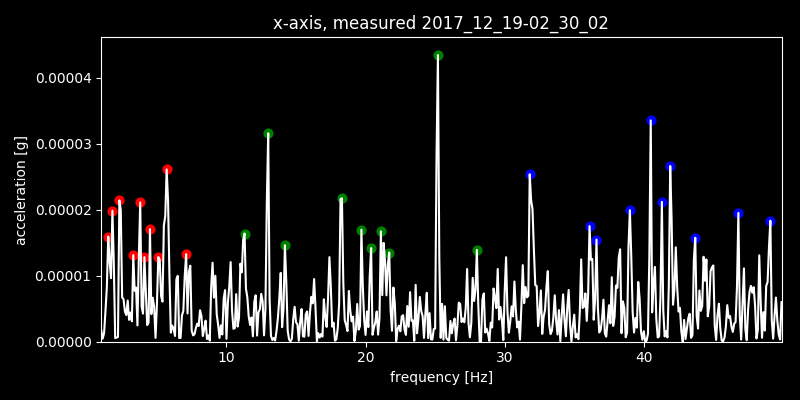 x-axis, measured 2017_12_19-02_30_02
acceleration [g]
0.00004
0.00003
0.00002
0.00001
0.00000
10 20 30 40
frequency [Hz]